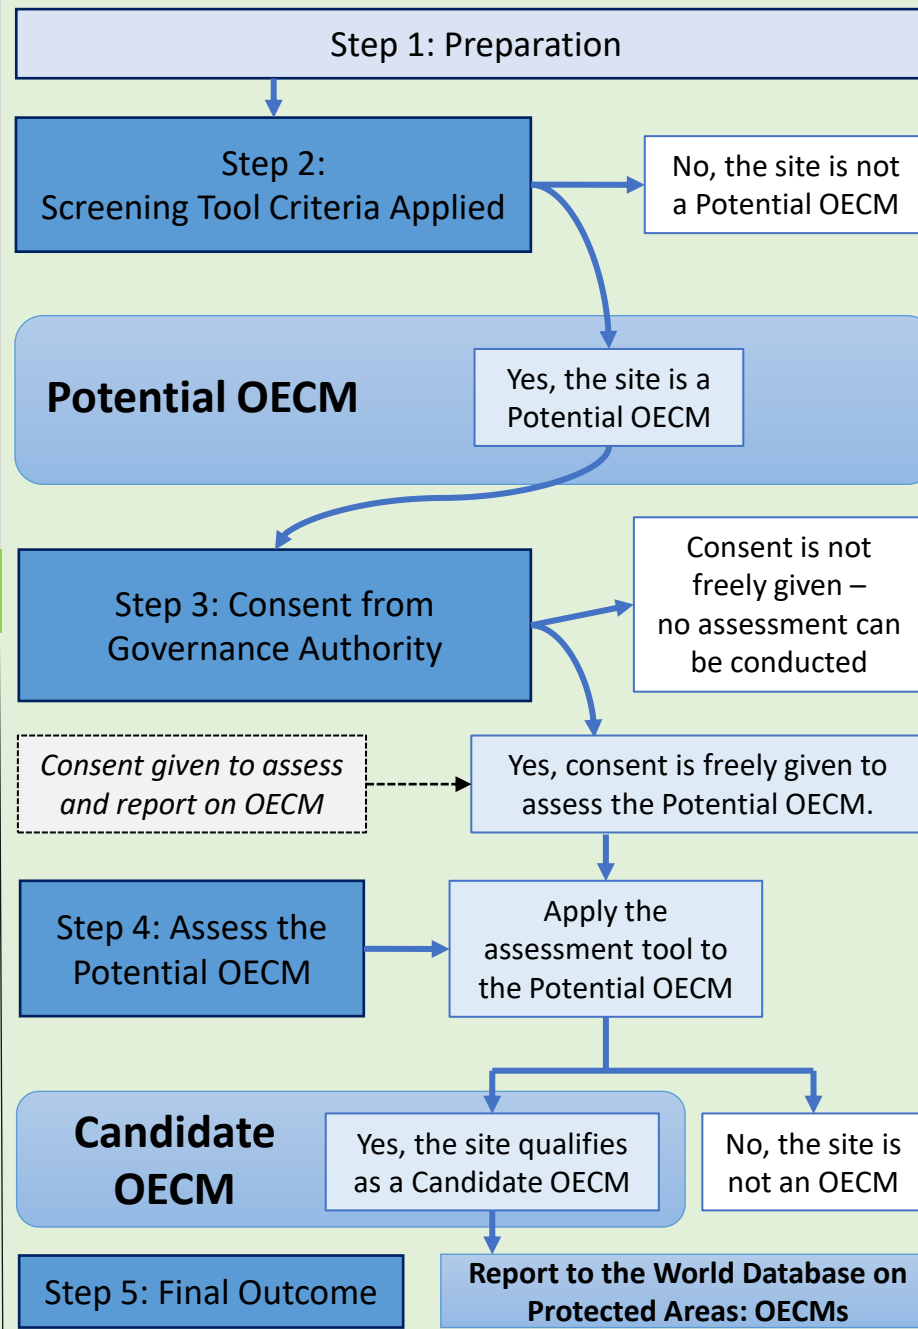 Step 1: Preparation
Step 2:
Screening Tool Criteria Applied
No, the site is not
a Potential OECM
Potential OECM
Yes, the site is a
Potential OECM
Step 3: Consent from
Governance Authority
Consent is not
freely given –
no assessment can
be conducted
Consent given to assess
and report on OECM
Yes, consent is freely given to
assess the Potential OECM.
Step 4: Assess the
Potential OECM
Apply the
assessment tool to
the Potential OECM
Candidate
OECM
Yes, the site qualifies
as a Candidate OECM
No, the site is
not an OECM
Step 5: Final Outcome
Report to the World Database on
Protected Areas: OECMs